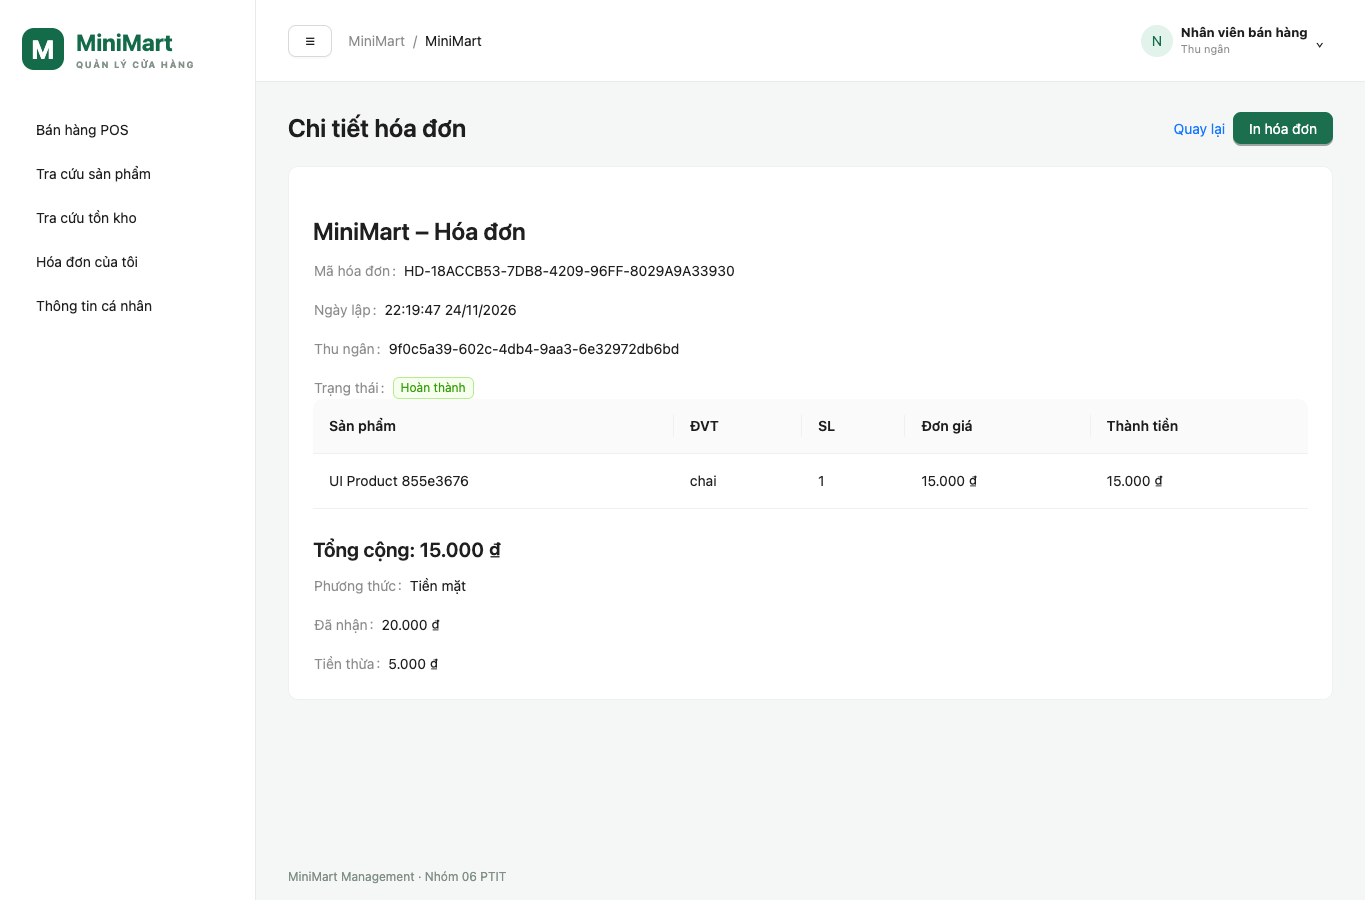 M MiniMart
QUẢN LÝ CỬA HÀNG
Bán hàng POS
Tra cứu sản phẩm
Tra cứu tồn kho
Hóa đơn của tôi
Thông tin cá nhân
≡ MiniMart / MiniMart
N Nhân viên bán hàng
Thu ngân
Chi tiết hóa đơn
Quay lại In hóa đơn
MiniMart – Hóa đơn
Mã hóa đơn: HD-18ACCB53-7DB8-4209-96FF-8029A9A33930
Ngày lập: 22:19:47 24/11/2026
Thu ngân: 9f0c5a39-602c-4db4-9aa3-6e32972db6bd
Trạng thái: Hoàn thành
Sản phẩm ĐVT SL Đơn giá Thành tiền
UI Product 855e3676 chai 1 15.000 ₫ 15.000 ₫
Tổng cộng: 15.000 ₫
Phương thức: Tiền mặt
Đã nhận: 20.000 ₫
Tiền thừa: 5.000 ₫
MiniMart Management · Nhóm 06 PTIT